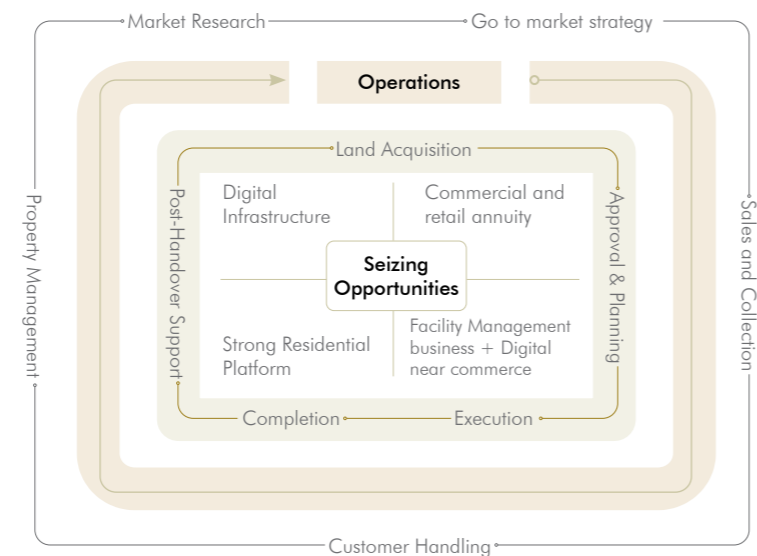 Market Research
Go to market strategy
Operations
Land Acquisition
Property Management
Post-Handover Support
Digital
Infrastructure
Commercial and
retail annuity
Approval & Planning
Sales and Collection
Seizing
Opportunities
Strong Residential
Platform
Facility Management
business + Digital
near commerce
Completion
Execution
Customer Handling